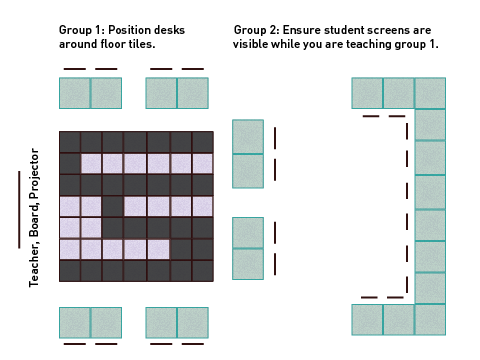 Group 1: Position desks
around floor tiles.
Group 2: Ensure student screens are
visible while you are teaching group 1.
Teacher, Board, Projector